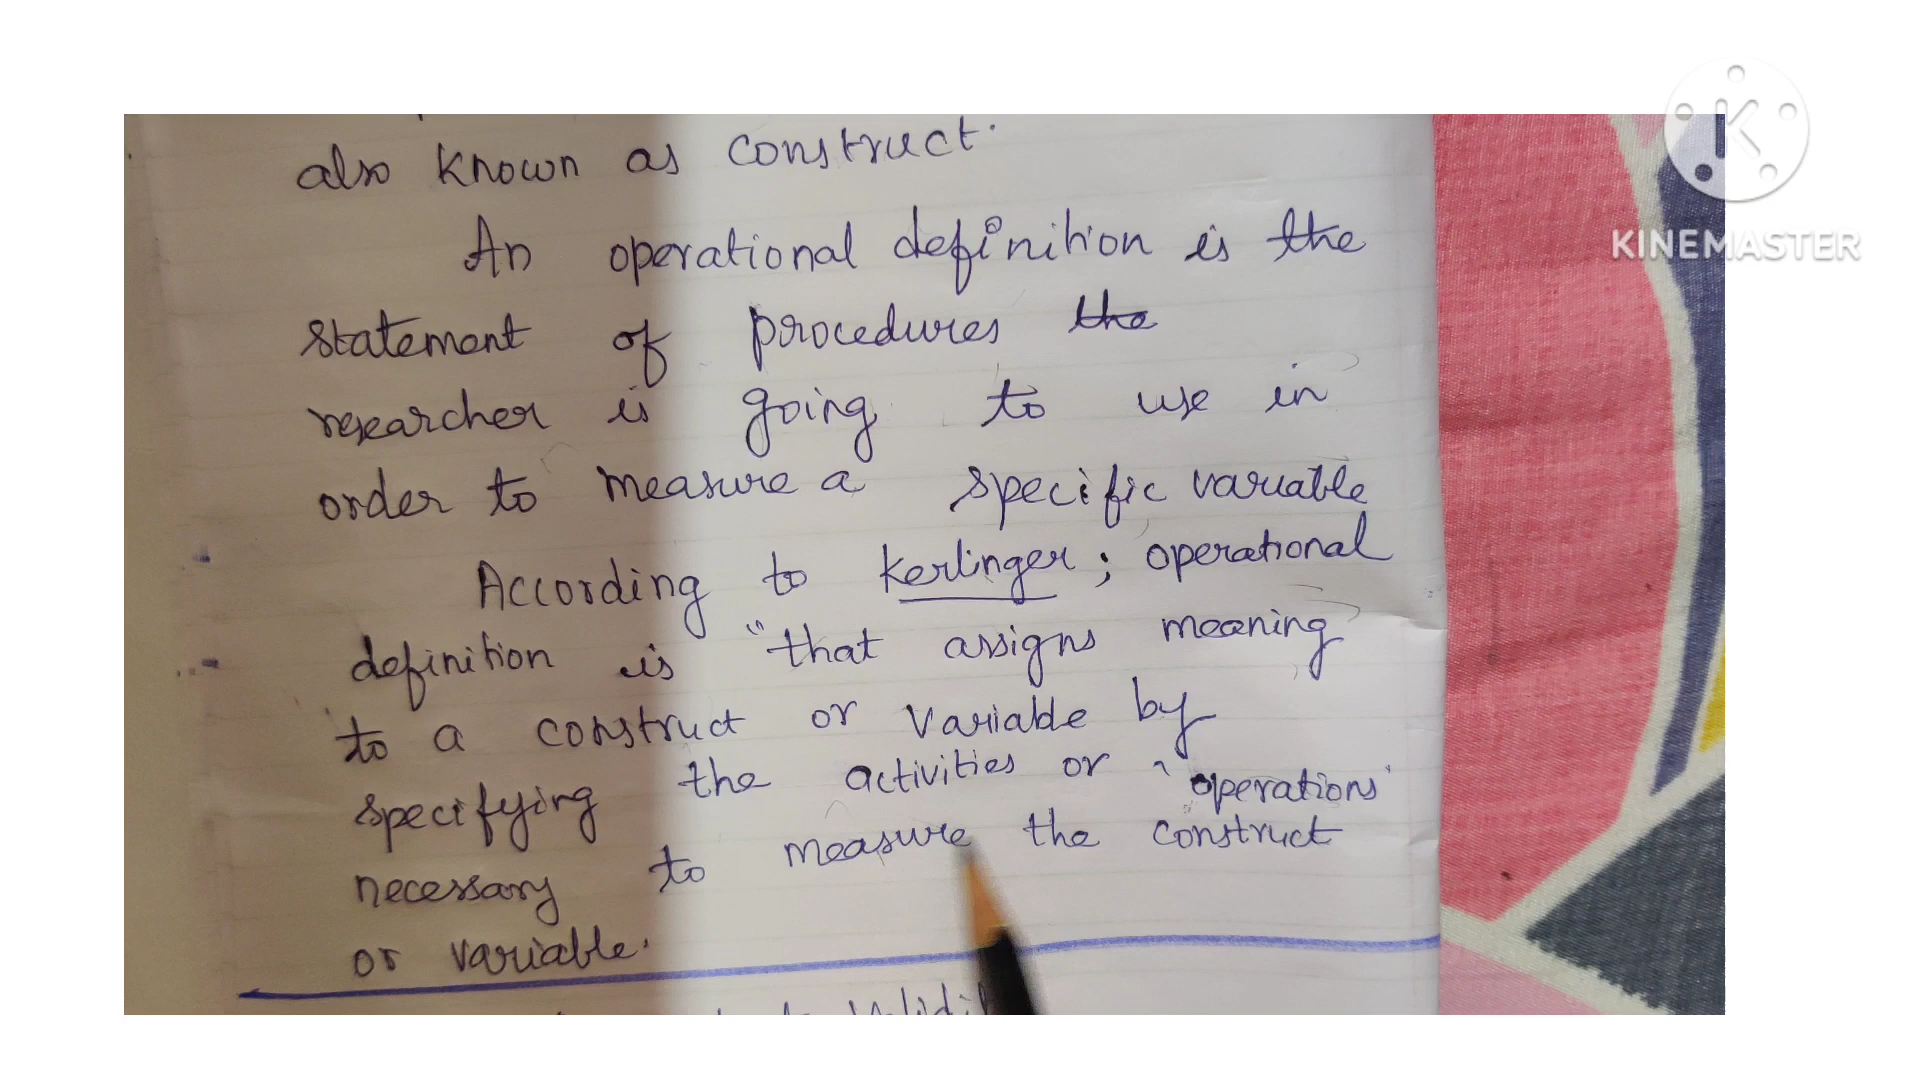 also known as construct.
An operational definition is the
statement of procedures the
researcher is going to use in
order to measure a specific variable
According to Kerlinger; operational
definition is "that assigns meaning
to a construct or variable by
specifying the activities or 'operations'
necessary to measure the construct
or variable.
KINEMASTER